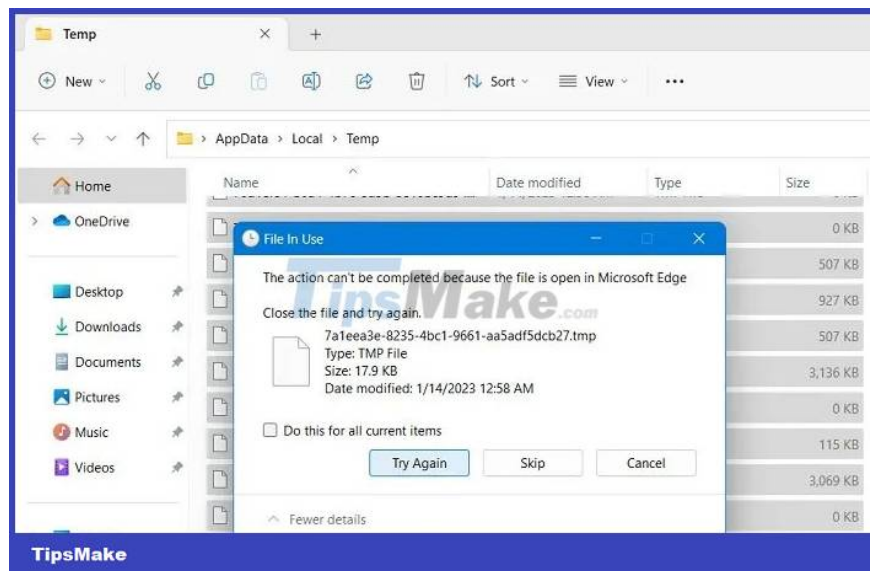 Temp
New
Sort
View
AppData > Local > Temp
Name
Date modified
Type
Size
Home
OneDrive
Desktop
Downloads
Documents
Pictures
Music
Videos
0 KB
507 KB
927 KB
507 KB
3,136 KB
0 KB
115 KB
3,069 KB
0 KB
File In Use
The action can't be completed because the file is open in Microsoft Edge
Close the file and try again.
7a1eea3e-8235-4bc1-9661-aa5adf5dcb27.tmp
Type: TMP File
Size: 17.9 KB
Date modified: 1/14/2023 12:58 AM
Do this for all current items
Try Again
Skip
Cancel
Fewer details
TipsMake.com
TipsMake